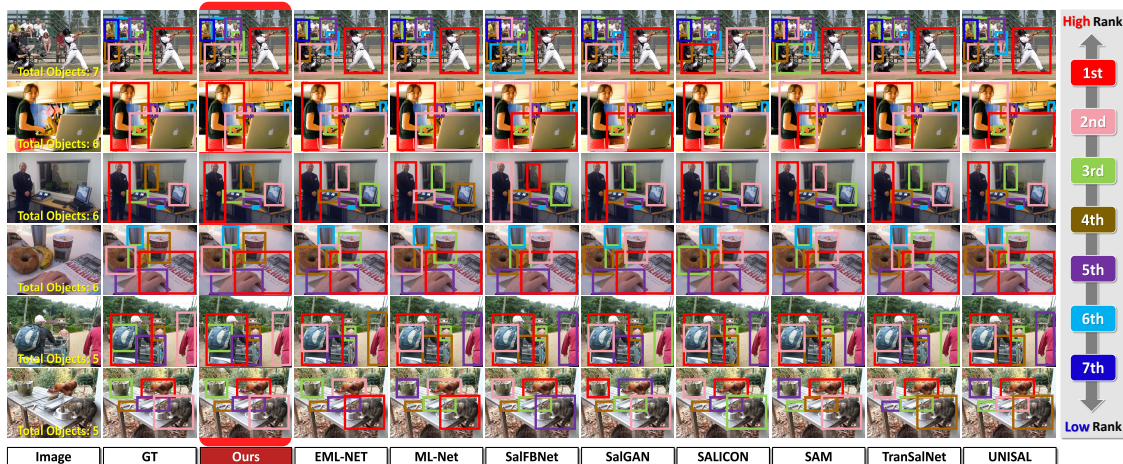 Total Objects: 7
Total Objects: 6
Total Objects: 6
Total Objects: 6
Total Objects: 5
Total Objects: 5
Image GT Ours EML-NET ML-Net SalFBNet SalGAN SALICON SAM TranSalNet UNISAL
High Rank
1st
2nd
3rd
4th
5th
6th
7th
Low Rank